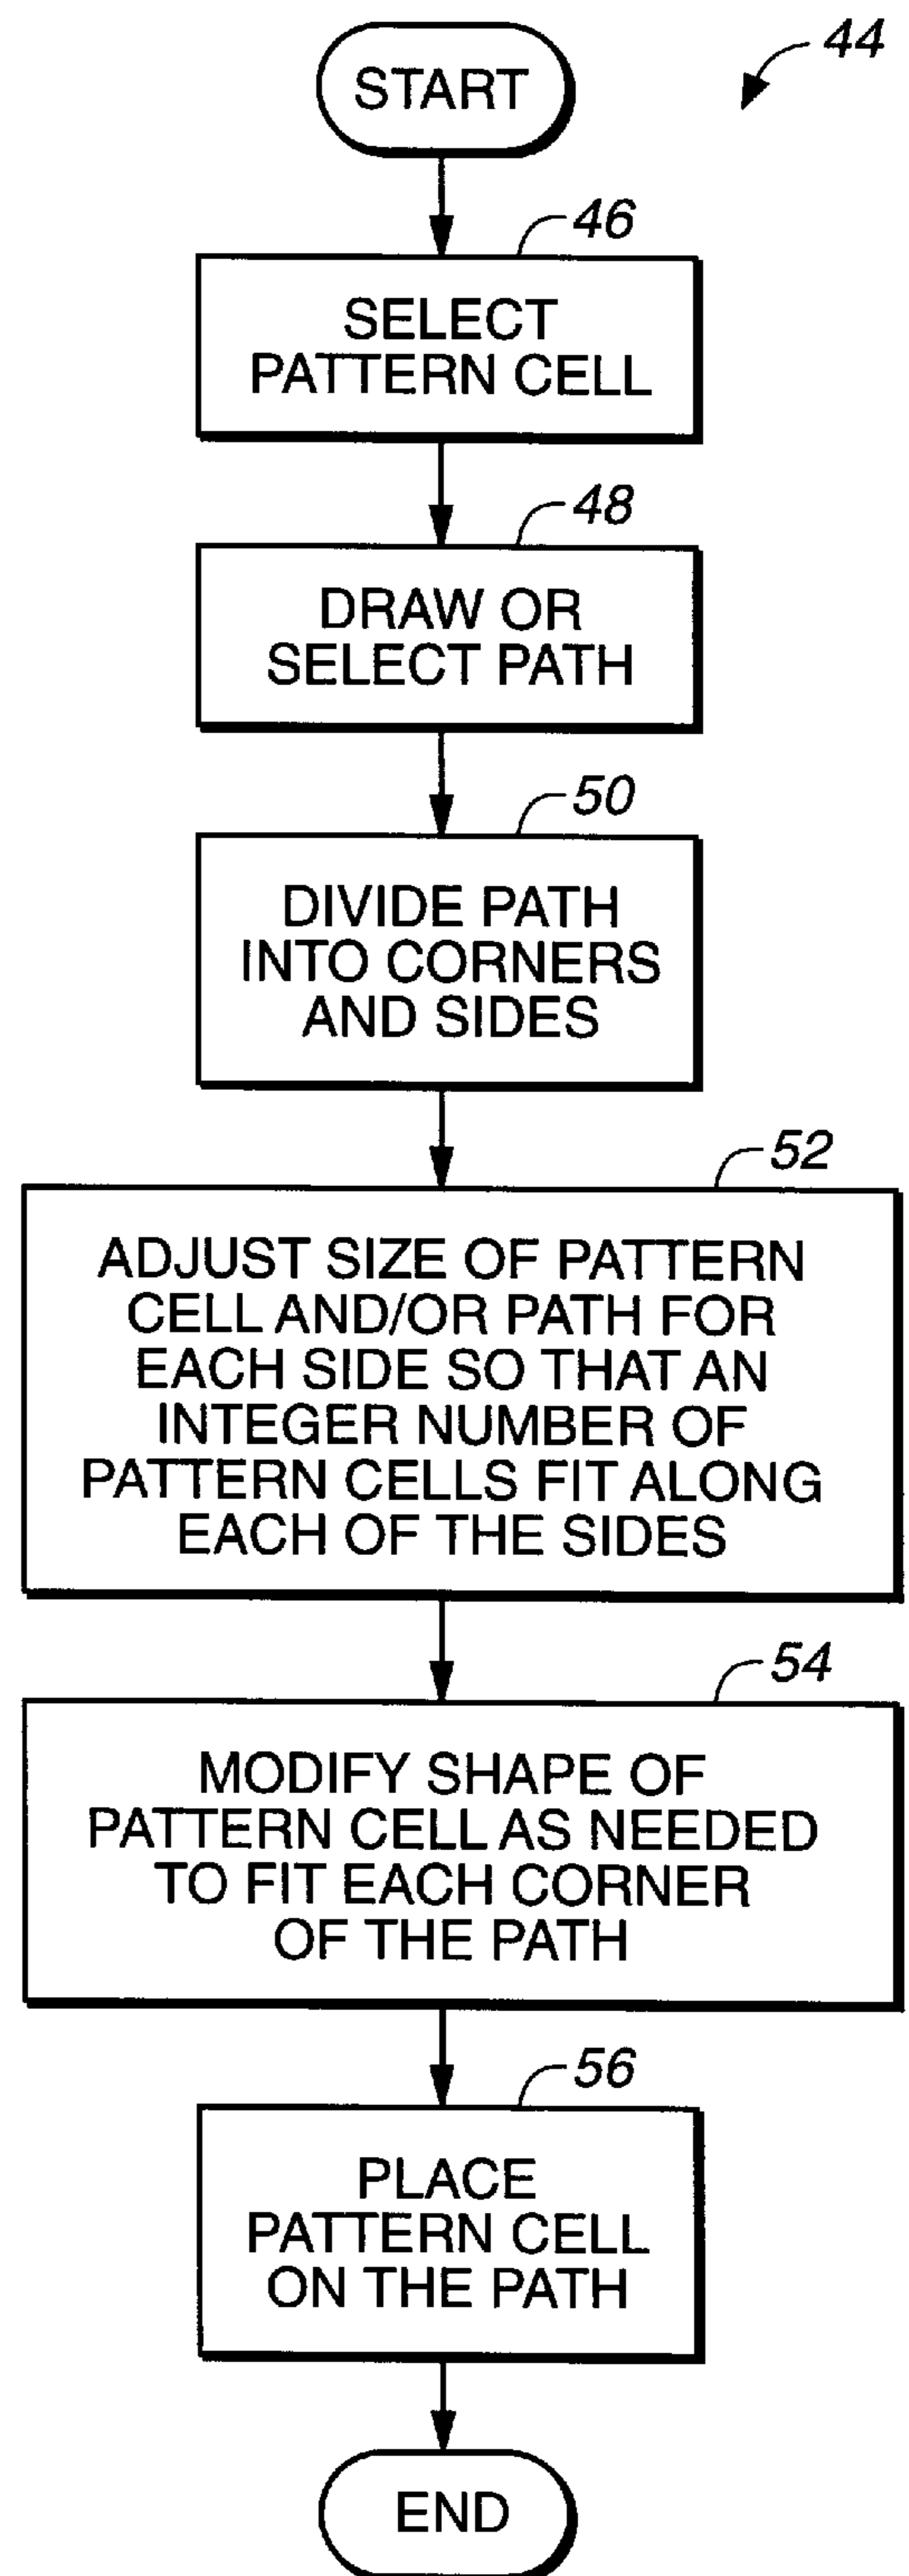 START
44
46
SELECT
PATTERN CELL
48
DRAW OR
SELECT PATH
50
DIVIDE PATH
INTO CORNERS
AND SIDES
52
ADJUST SIZE OF PATTERN
CELL AND/OR PATH FOR
EACH SIDE SO THAT AN
INTEGER NUMBER OF
PATTERN CELLS FIT ALONG
EACH OF THE SIDES
54
MODIFY SHAPE OF
PATTERN CELL AS NEEDED
TO FIT EACH CORNER
OF THE PATH
56
PLACE
PATTERN CELL
ON THE PATH
END